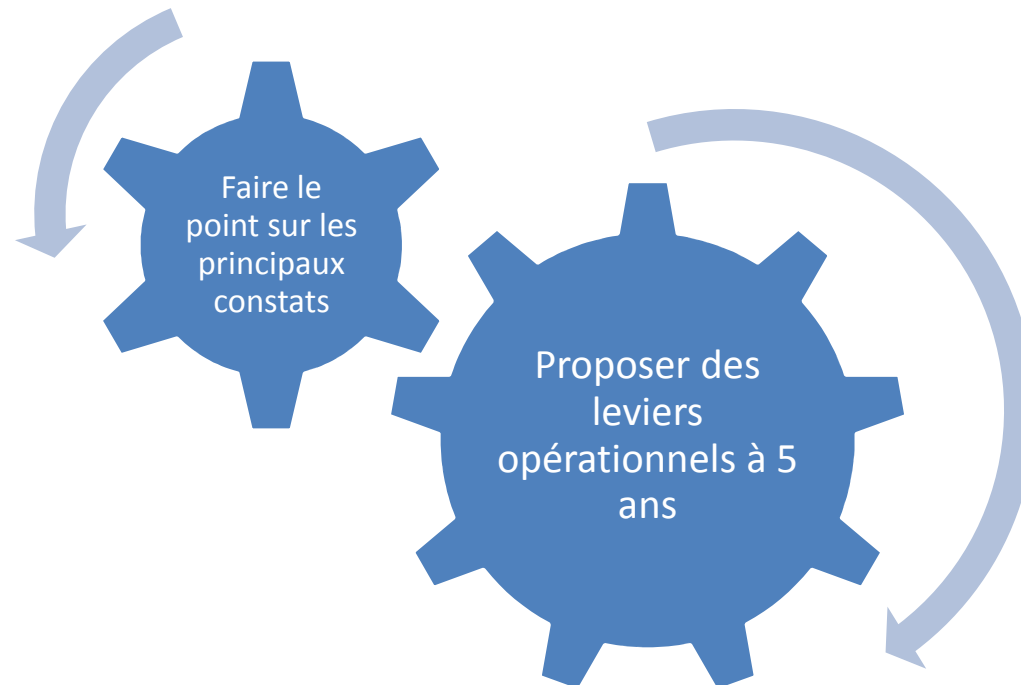 Faire le
point sur les
principaux
constats
Proposer des
leviers
opérationnels à 5
ans